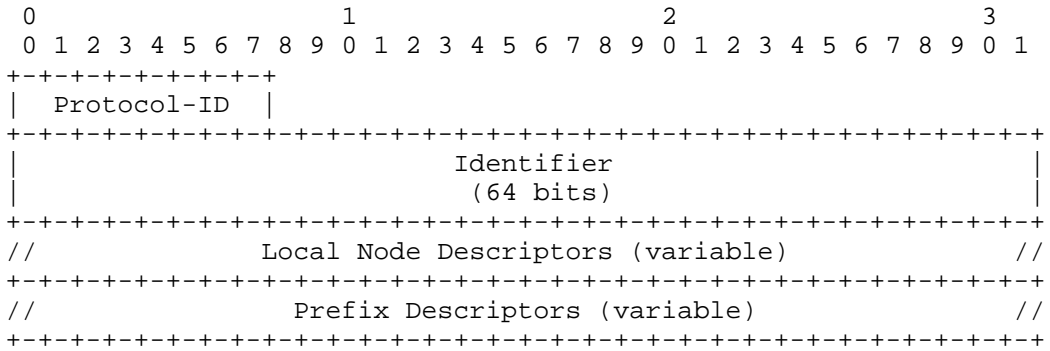 0                   1                   2                   3
 0 1 2 3 4 5 6 7 8 9 0 1 2 3 4 5 6 7 8 9 0 1 2 3 4 5 6 7 8 9 0 1
+-+-+-+-+-+-+-+-+
|  Protocol-ID  |
+-+-+-+-+-+-+-+-+-+-+-+-+-+-+-+-+-+-+-+-+-+-+-+-+-+-+-+-+-+-+-+-+
|                           Identifier                          |
|                            (64 bits)                          |
+-+-+-+-+-+-+-+-+-+-+-+-+-+-+-+-+-+-+-+-+-+-+-+-+-+-+-+-+-+-+-+-+
//              Local Node Descriptors (variable)              //
+-+-+-+-+-+-+-+-+-+-+-+-+-+-+-+-+-+-+-+-+-+-+-+-+-+-+-+-+-+-+-+-+
//                Prefix Descriptors (variable)                //
+-+-+-+-+-+-+-+-+-+-+-+-+-+-+-+-+-+-+-+-+-+-+-+-+-+-+-+-+-+-+-+-+